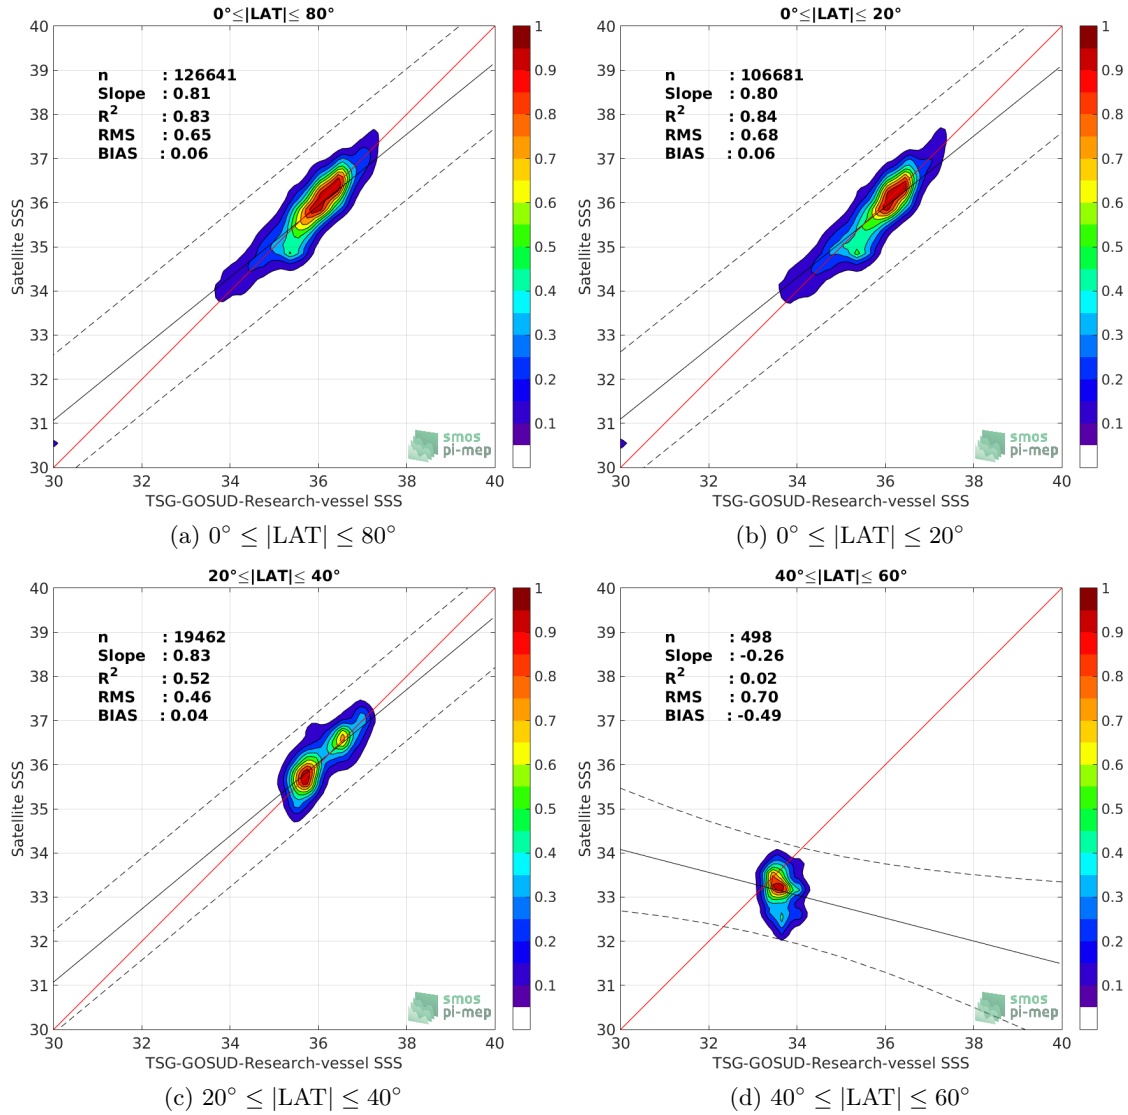 0°≤|LAT|≤ 80°
n : 126641
Slope : 0.81
R² : 0.83
RMS : 0.65
BIAS : 0.06
Satellite SSS
40
39
38
37
36
35
34
33
32
31
30
30 32 34 36 38 40
TSG-GOSUD-Research-vessel SSS
1
0.9
0.8
0.7
0.6
0.5
0.4
0.3
0.2
0.1
smos
pi-mep
(a) 0° ≤ |LAT| ≤ 80°
0°≤|LAT|≤ 20°
n : 106681
Slope : 0.80
R² : 0.84
RMS : 0.68
BIAS : 0.06
Satellite SSS
40
39
38
37
36
35
34
33
32
31
30
30 32 34 36 38 40
TSG-GOSUD-Research-vessel SSS
1
0.9
0.8
0.7
0.6
0.5
0.4
0.3
0.2
0.1
smos
pi-mep
(b) 0° ≤ |LAT| ≤ 20°
20°≤|LAT|≤ 40°
n : 19462
Slope : 0.83
R² : 0.52
RMS : 0.46
BIAS : 0.04
Satellite SSS
40
39
38
37
36
35
34
33
32
31
30
30 32 34 36 38 40
TSG-GOSUD-Research-vessel SSS
1
0.9
0.8
0.7
0.6
0.5
0.4
0.3
0.2
0.1
smos
pi-mep
(c) 20° ≤ |LAT| ≤ 40°
40°≤|LAT|≤ 60°
n : 498
Slope : -0.26
R² : 0.02
RMS : 0.70
BIAS : -0.49
Satellite SSS
40
39
38
37
36
35
34
33
32
31
30
30 32 34 36 38 40
TSG-GOSUD-Research-vessel SSS
1
0.9
0.8
0.7
0.6
0.5
0.4
0.3
0.2
0.1
smos
pi-mep
(d) 40° ≤ |LAT| ≤ 60°